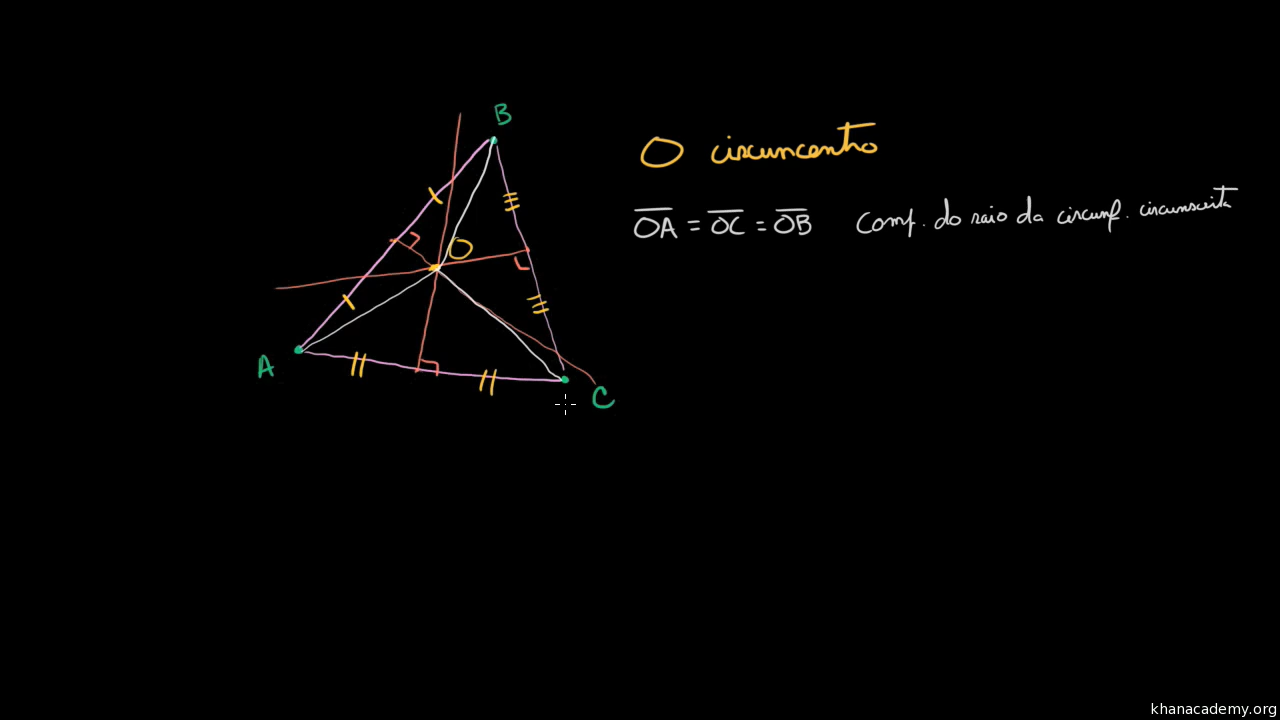 B
O circuncentro
OA = OC = OB Comp. do raio da circunf. circunscrita
O
A
C
khanacademy.org